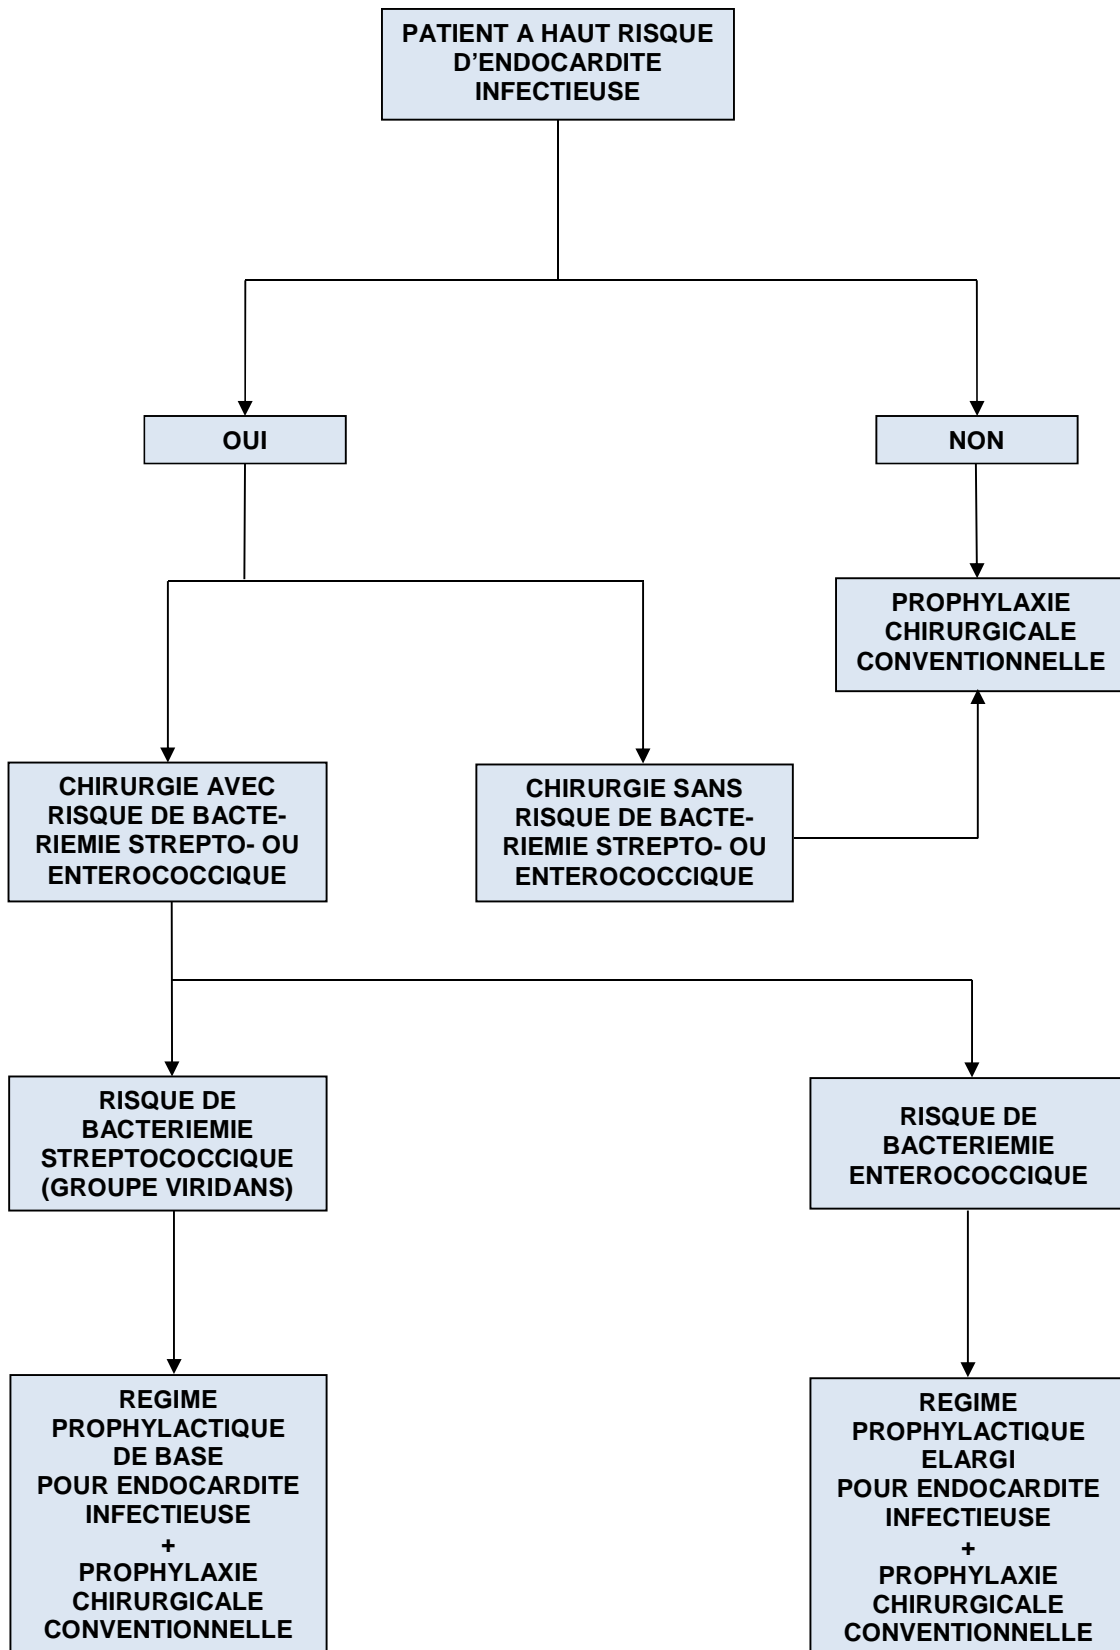 PATIENT A HAUT RISQUE
D'ENDOCARDITE
INFECTIEUSE
OUI
NON
PROPHYLAXIE
CHIRURGICALE
CONVENTIONNELLE
CHIRURGIE AVEC
RISQUE DE BACTE-
RIEMIE STREPTO- OU
ENTEROCOCCIQUE
CHIRURGIE SANS
RISQUE DE BACTE-
RIEMIE STREPTO- OU
ENTEROCOCCIQUE
RISQUE DE
BACTERIEMIE
STREPTOCOCCIQUE
(GROUPE VIRIDANS)
RISQUE DE
BACTERIEMIE
ENTEROCOCCIQUE
REGIME
PROPHYLACTIQUE
DE BASE
POUR ENDOCARDITE
INFECTIEUSE
+
PROPHYLAXIE
CHIRURGICALE
CONVENTIONNELLE
REGIME
PROPHYLACTIQUE
ELARGI
POUR ENDOCARDITE
INFECTIEUSE
+
PROPHYLAXIE
CHIRURGICALE
CONVENTIONNELLE